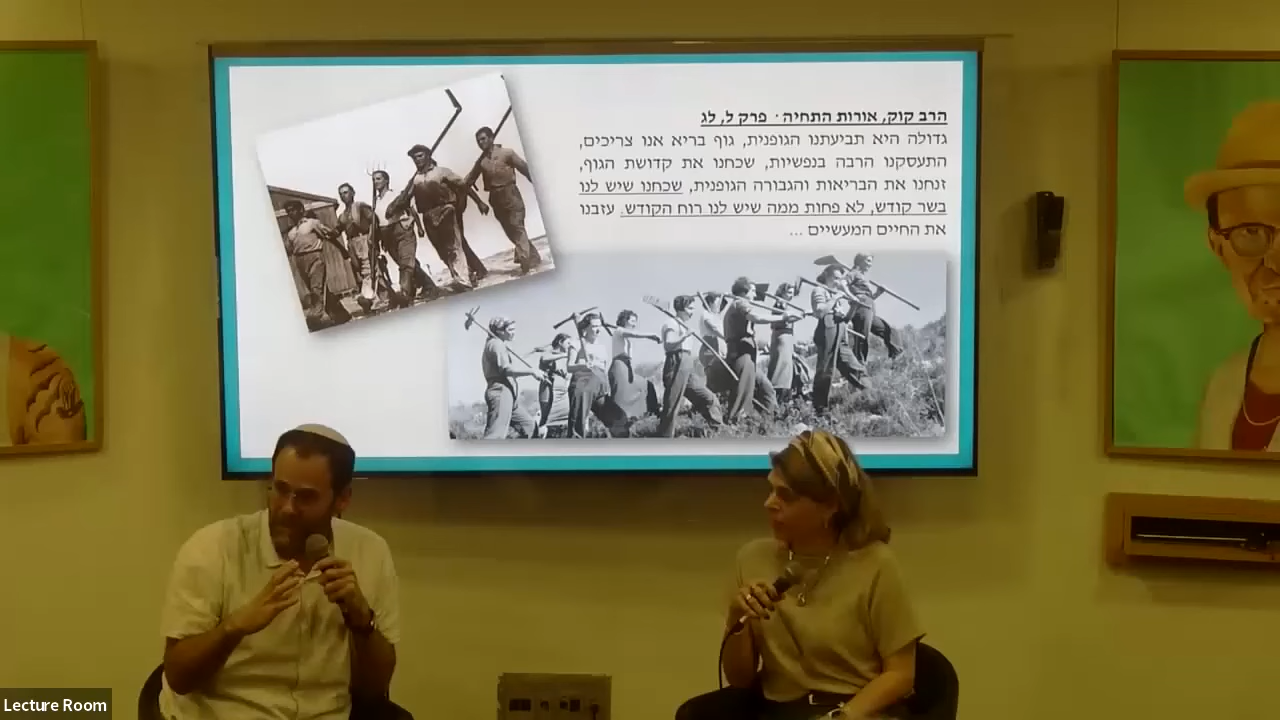 הרב קוק, אורות התחיה · פרק ל, לג
גדולה היא תביעתנו הגופנית, גוף בריא אנו צריכים,
התעסקנו הרבה בנפשיות, שכחנו את קדושת הגוף,
זנחנו את הבריאות והגבורה הגופנית, שכחנו שיש לנו
בשר קודש, לא פחות ממה שיש לנו רוח הקודש. עזבנו
את החיים המעשיים ...
Lecture Room